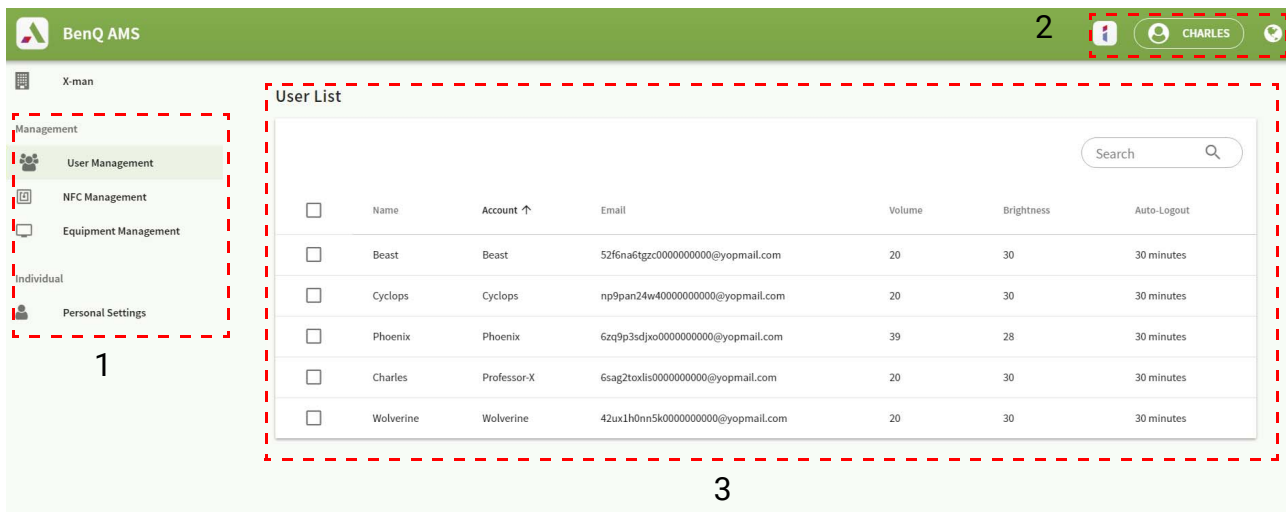 BenQ AMS
2
CHARLES
X-man
Management
User Management
NFC Management
Equipment Management
Individual
Personal Settings
1
User List
Search
Name Account ↑ Email Volume Brightness Auto-Logout
Beast Beast 52f6na6tgzc0000000000@yopmail.com 20 30 30 minutes
Cyclops Cyclops np9pan24w40000000000@yopmail.com 20 30 30 minutes
Phoenix Phoenix 6zq9p3sdjxo0000000000@yopmail.com 39 28 30 minutes
Charles Professor-X 6sag2toxlis0000000000@yopmail.com 20 30 30 minutes
Wolverine Wolverine 42ux1h0nn5k0000000000@yopmail.com 20 30 30 minutes
3